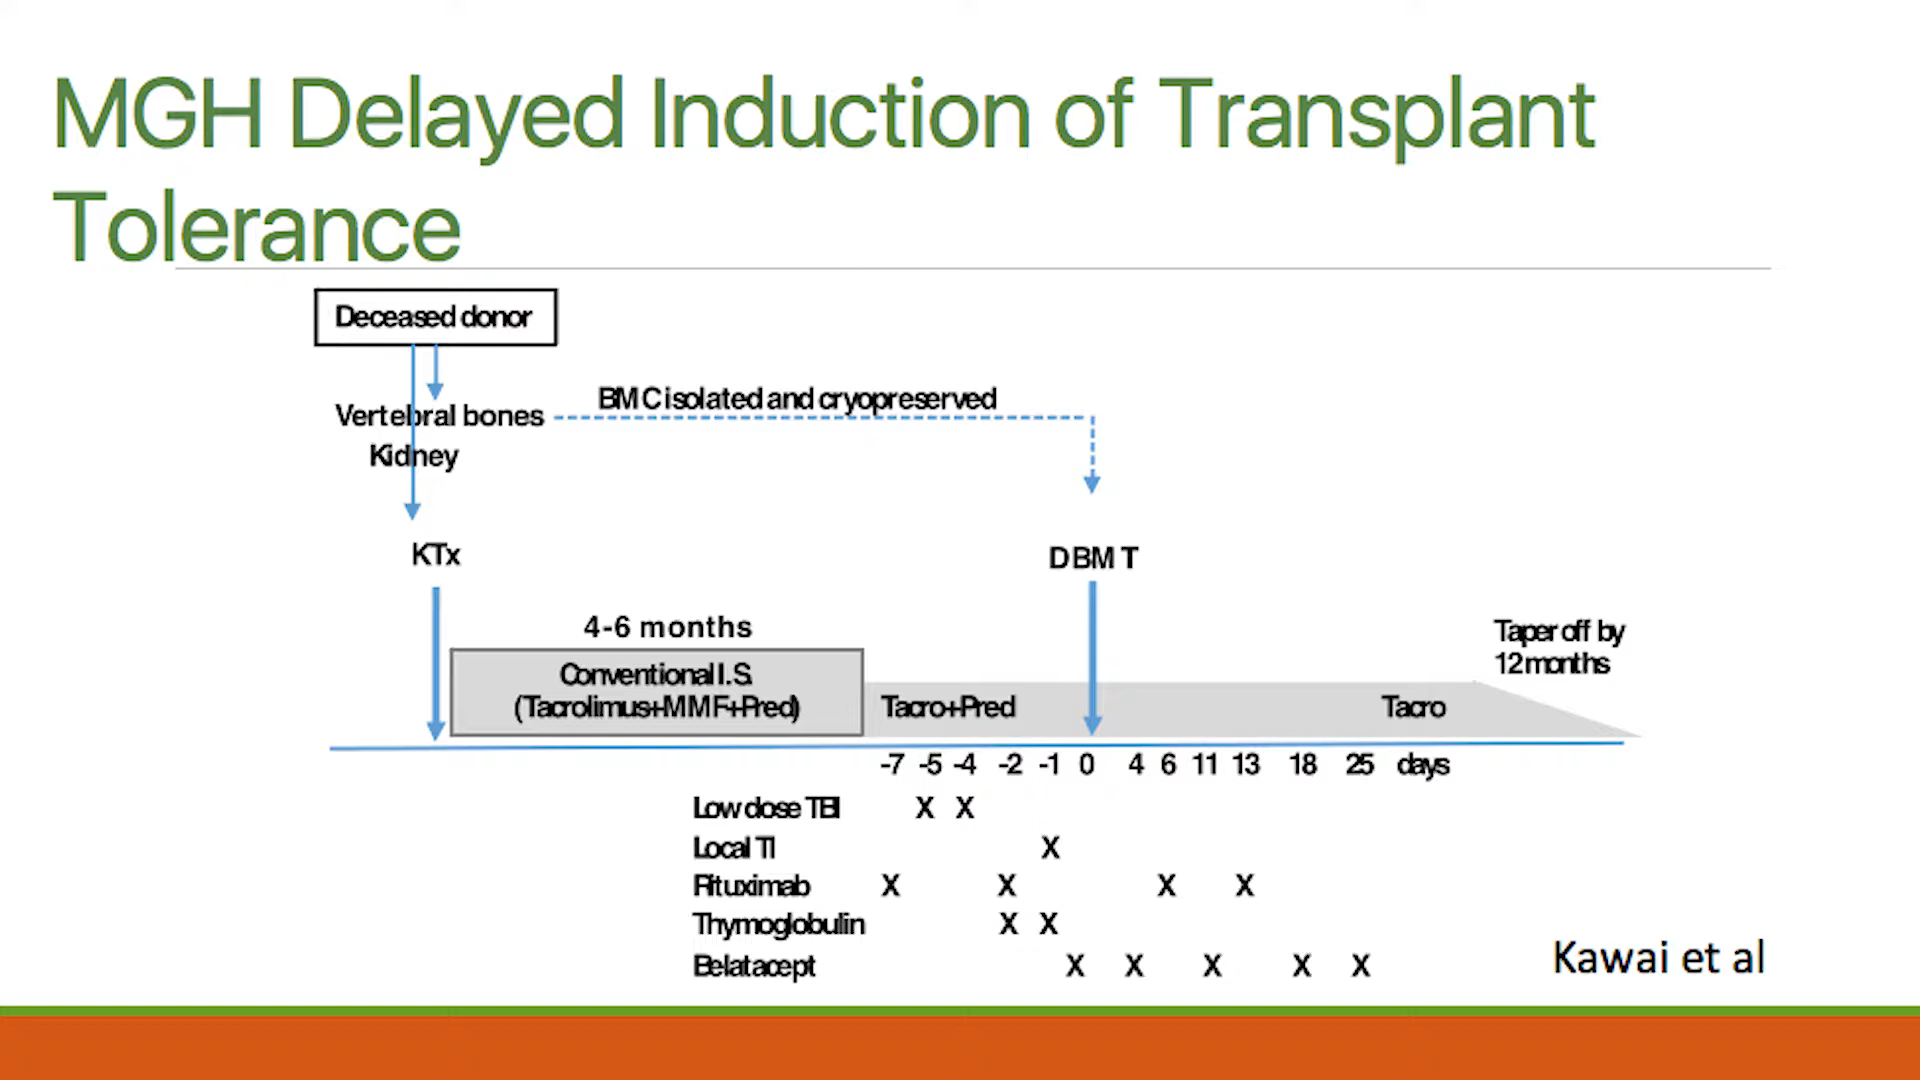 MGH Delayed Induction of Transplant
Tolerance
Deceased donor
BMC isolated and cryopreserved
Vertebral bones
Kidney
KTx
DBMT
4-6 months
Conventional I.S.
(Tacrolimus+MMF+Pred)
Tacro+Pred
Tacro
Taper off by
12 months
-7 -5 -4 -2 -1 0 4 6 11 13 18 25 days
Low dose TBI X X
Local TI X
Rituximab X X X X
Thymoglobulin X X
Belatacept X X X X X
Kawai et al